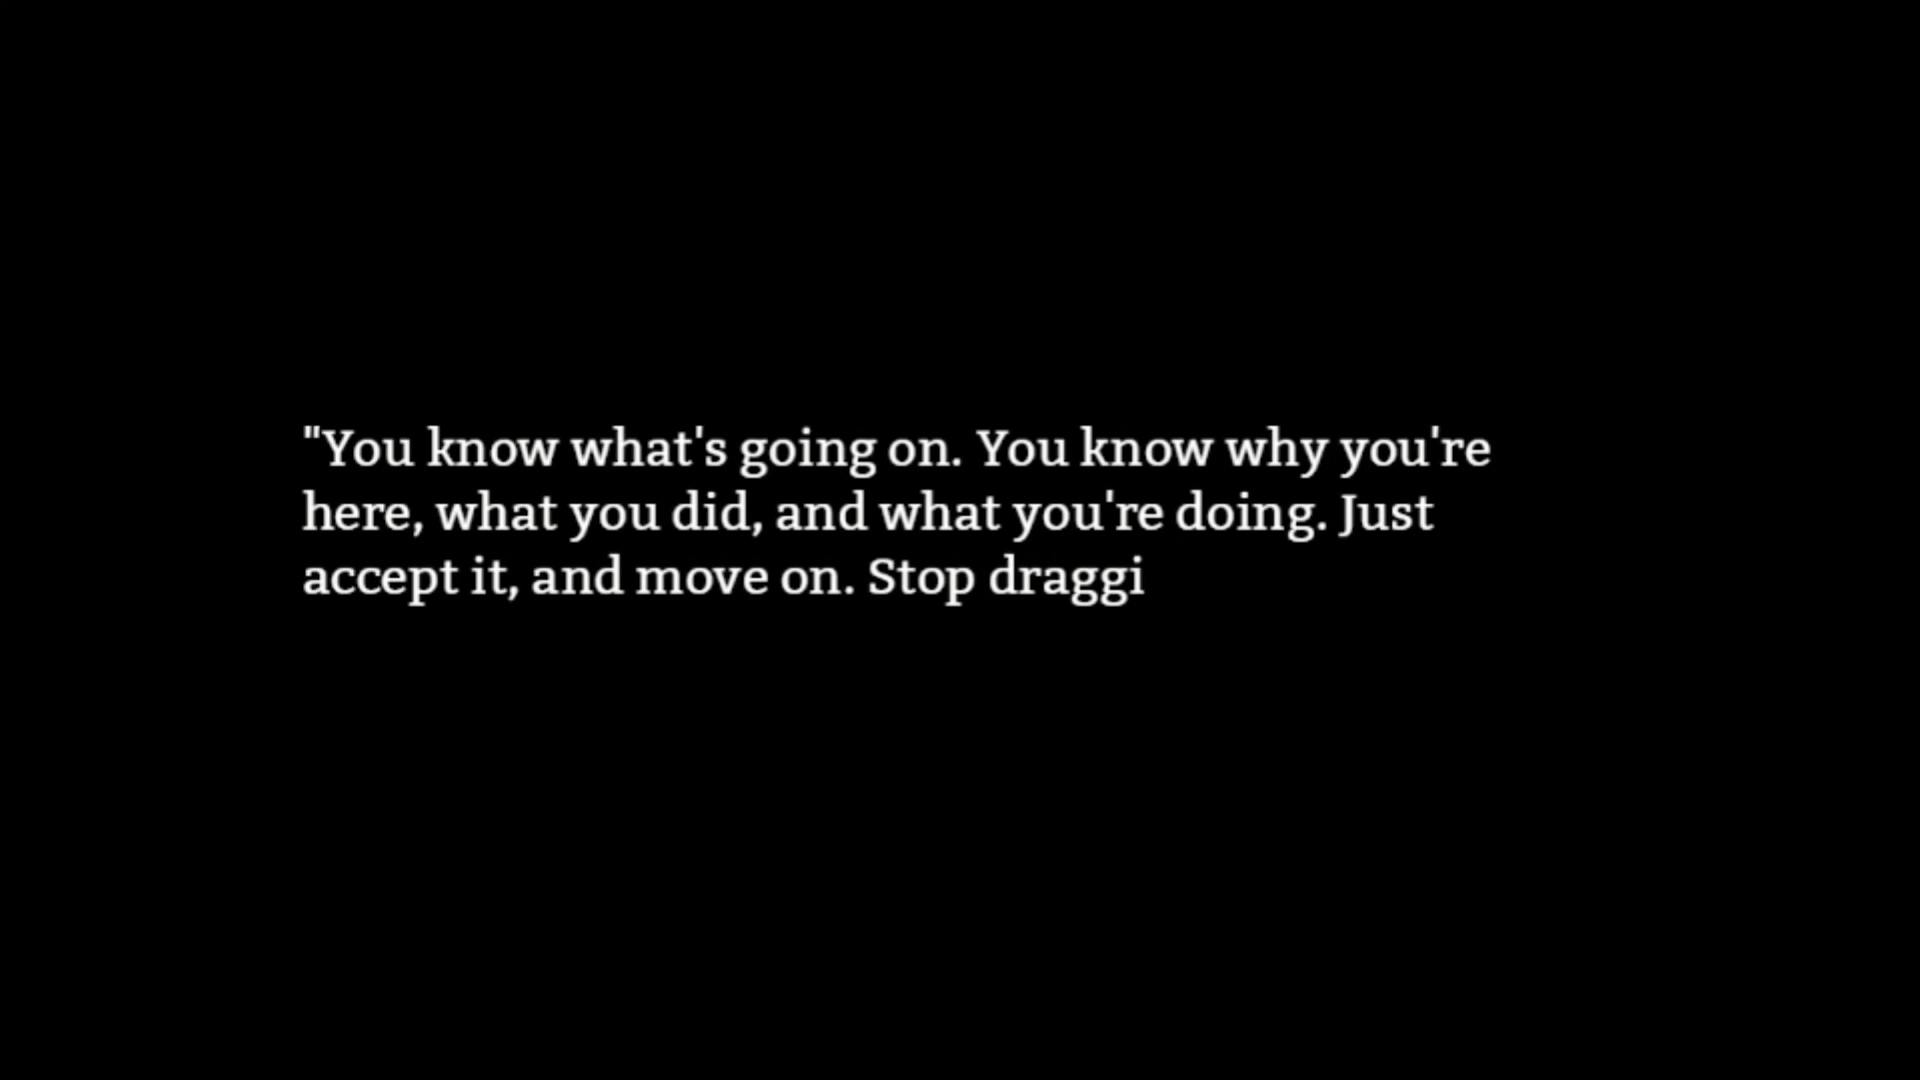 "You know what's going on. You know why you're
here, what you did, and what you're doing. Just
accept it, and move on. Stop draggi